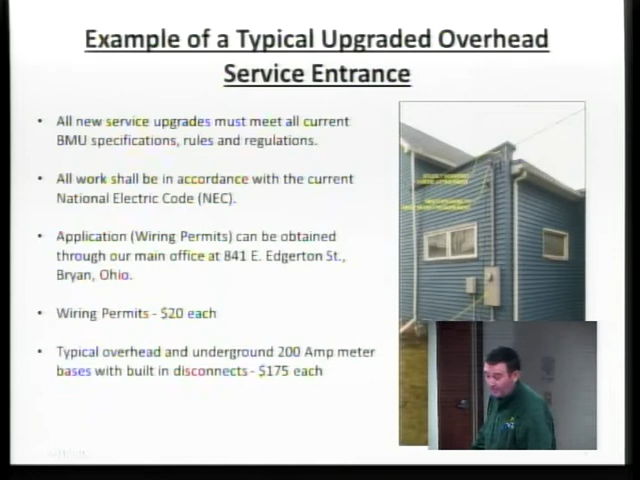 Example of a Typical Upgraded Overhead
Service Entrance
• All new service upgrades must meet all current
BMU specifications, rules and regulations.
• All work shall be in accordance with the current
National Electric Code (NEC).
• Application (Wiring Permits) can be obtained
through our main office at 841 E. Edgerton St.,
Bryan, Ohio.
• Wiring Permits - $20 each
• Typical overhead and underground 200 Amp meter
bases with built in disconnects - $175 each